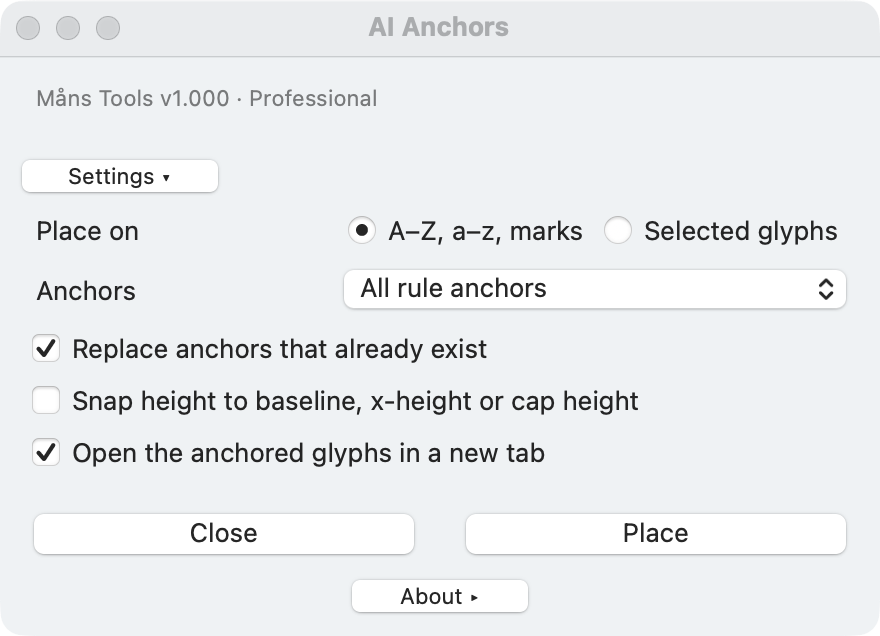 AI Anchors
Måns Tools v1.000 · Professional
Settings ▾
Place on A–Z, a–z, marks Selected glyphs
Anchors All rule anchors
Replace anchors that already exist
Snap height to baseline, x-height or cap height
Open the anchored glyphs in a new tab
Close Place
About ▸